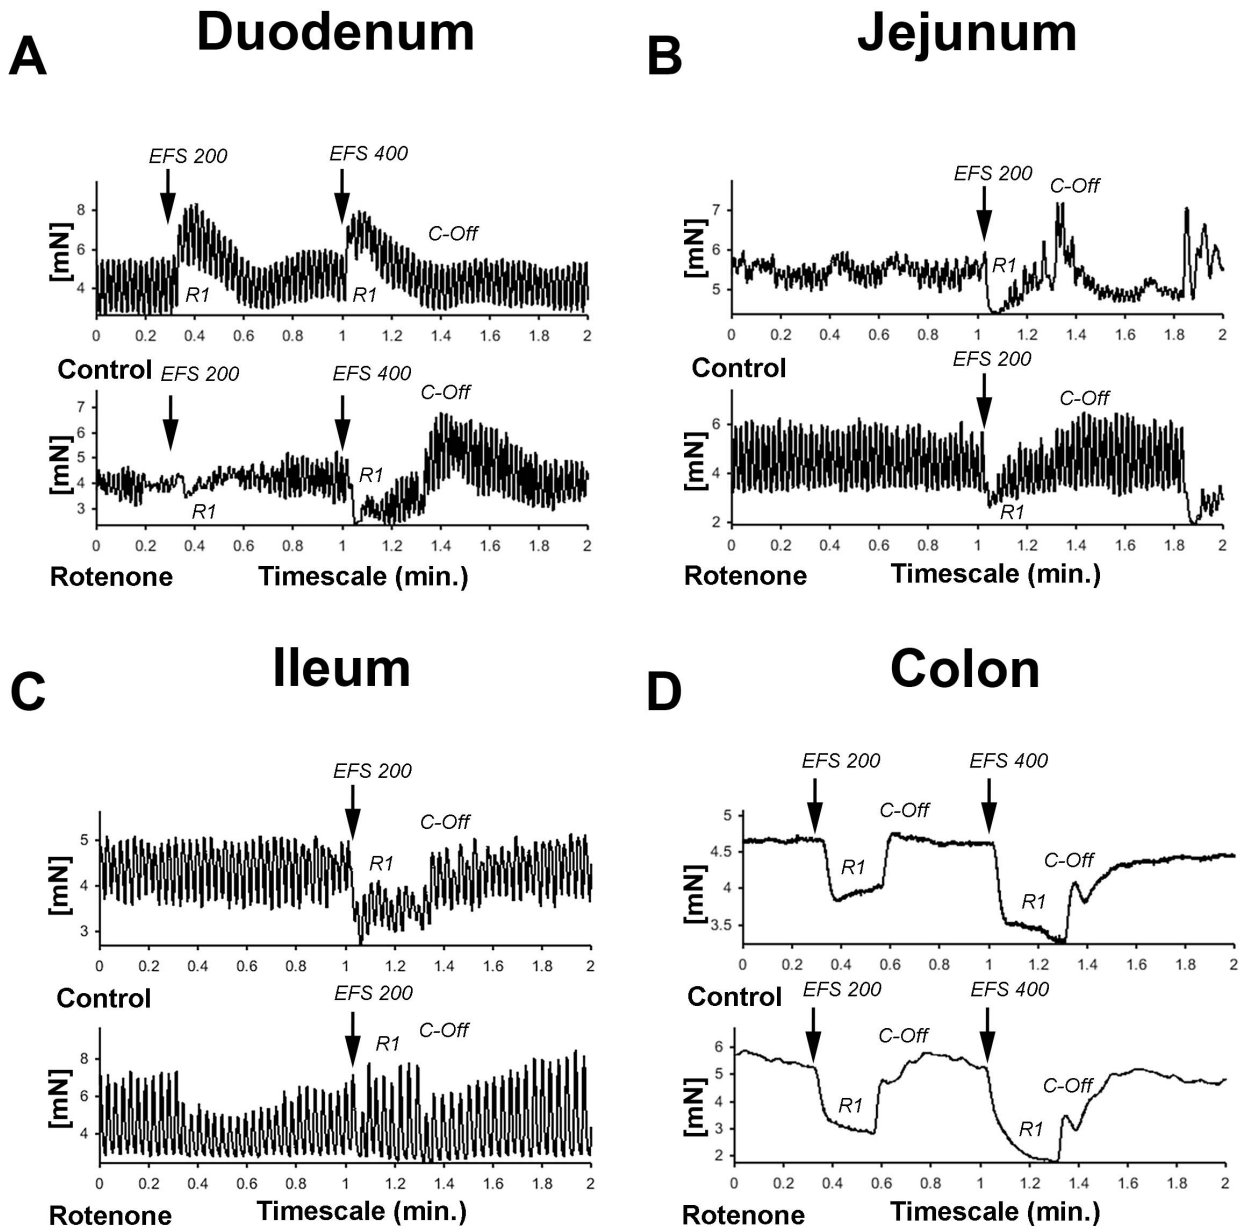 Duodenum
A
EFS 200
EFS 400
C-Off
R1
R1
[mN]
8
6
4
0 0.2 0.4 0.6 0.8 1 1.2 1.4 1.6 1.8 2
Control
EFS 200
EFS 400
C-Off
R1
R1
[mN]
7
6
5
4
3
0 0.2 0.4 0.6 0.8 1 1.2 1.4 1.6 1.8 2
Rotenone
Timescale (min.)
Jejunum
B
EFS 200
C-Off
R1
[mN]
7
6
5
0 0.2 0.4 0.6 0.8 1 1.2 1.4 1.6 1.8 2
Control
EFS 200
C-Off
R1
[mN]
6
4
2
0 0.2 0.4 0.6 0.8 1 1.2 1.4 1.6 1.8 2
Rotenone
Timescale (min.)
Ileum
C
EFS 200
C-Off
R1
[mN]
5
4
3
0 0.2 0.4 0.6 0.8 1 1.2 1.4 1.6 1.8 2
Control
EFS 200
R1
C-Off
[mN]
8
6
4
0 0.2 0.4 0.6 0.8 1 1.2 1.4 1.6 1.8 2
Rotenone
Timescale (min.)
Colon
D
EFS 200
EFS 400
C-Off
R1
C-Off
R1
[mN]
5
4.5
4
3.5
0 0.2 0.4 0.6 0.8 1 1.2 1.4 1.6 1.8 2
Control
EFS 200
EFS 400
C-Off
R1
C-Off
R1
[mN]
6
5
4
3
2
0 0.2 0.4 0.6 0.8 1 1.2 1.4 1.6 1.8 2
Rotenone
Timescale (min.)